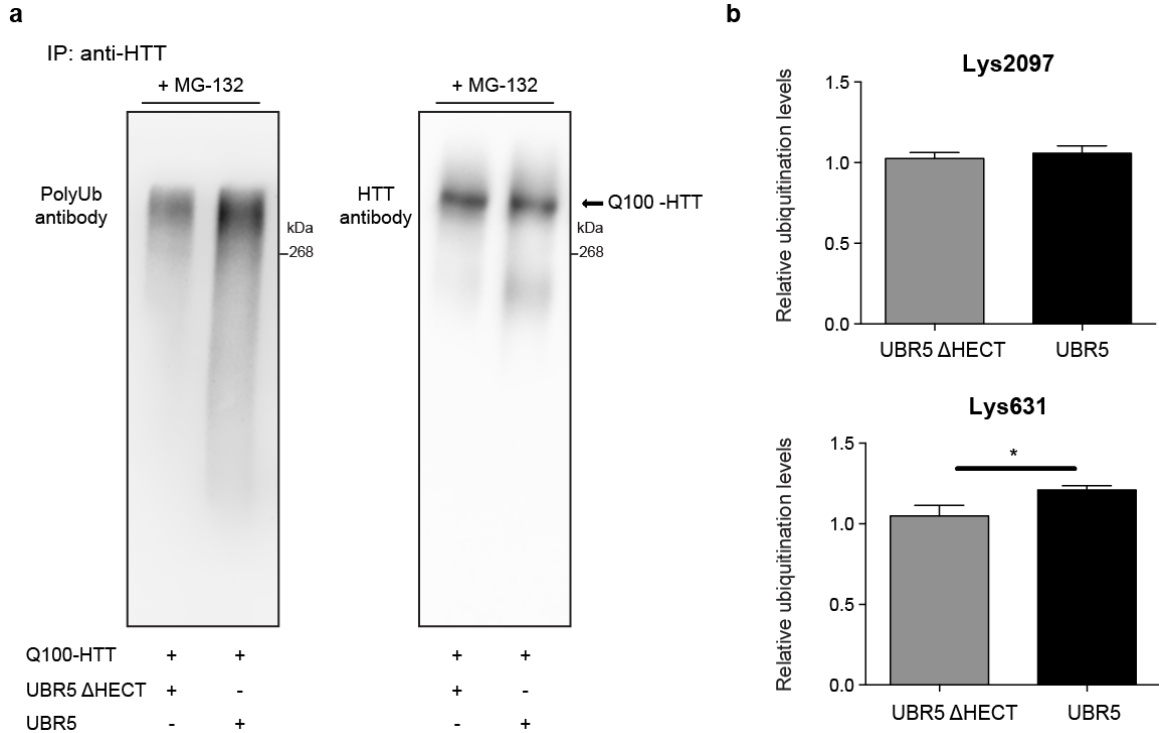 a
IP: anti-HTT
+ MG-132
PolyUb
antibody
kDa
268
+ MG-132
HTT
antibody
Q100 -HTT
kDa
268
Q100-HTT + + + +
UBR5 ΔHECT + - + -
UBR5 - + - +
b
Lys2097
Relative ubiquitination levels
1.5
1.0
0.5
0.0
UBR5 ΔHECT UBR5
Lys631
Relative ubiquitination levels
1.5
1.0
0.5
0.0
*
UBR5 ΔHECT UBR5